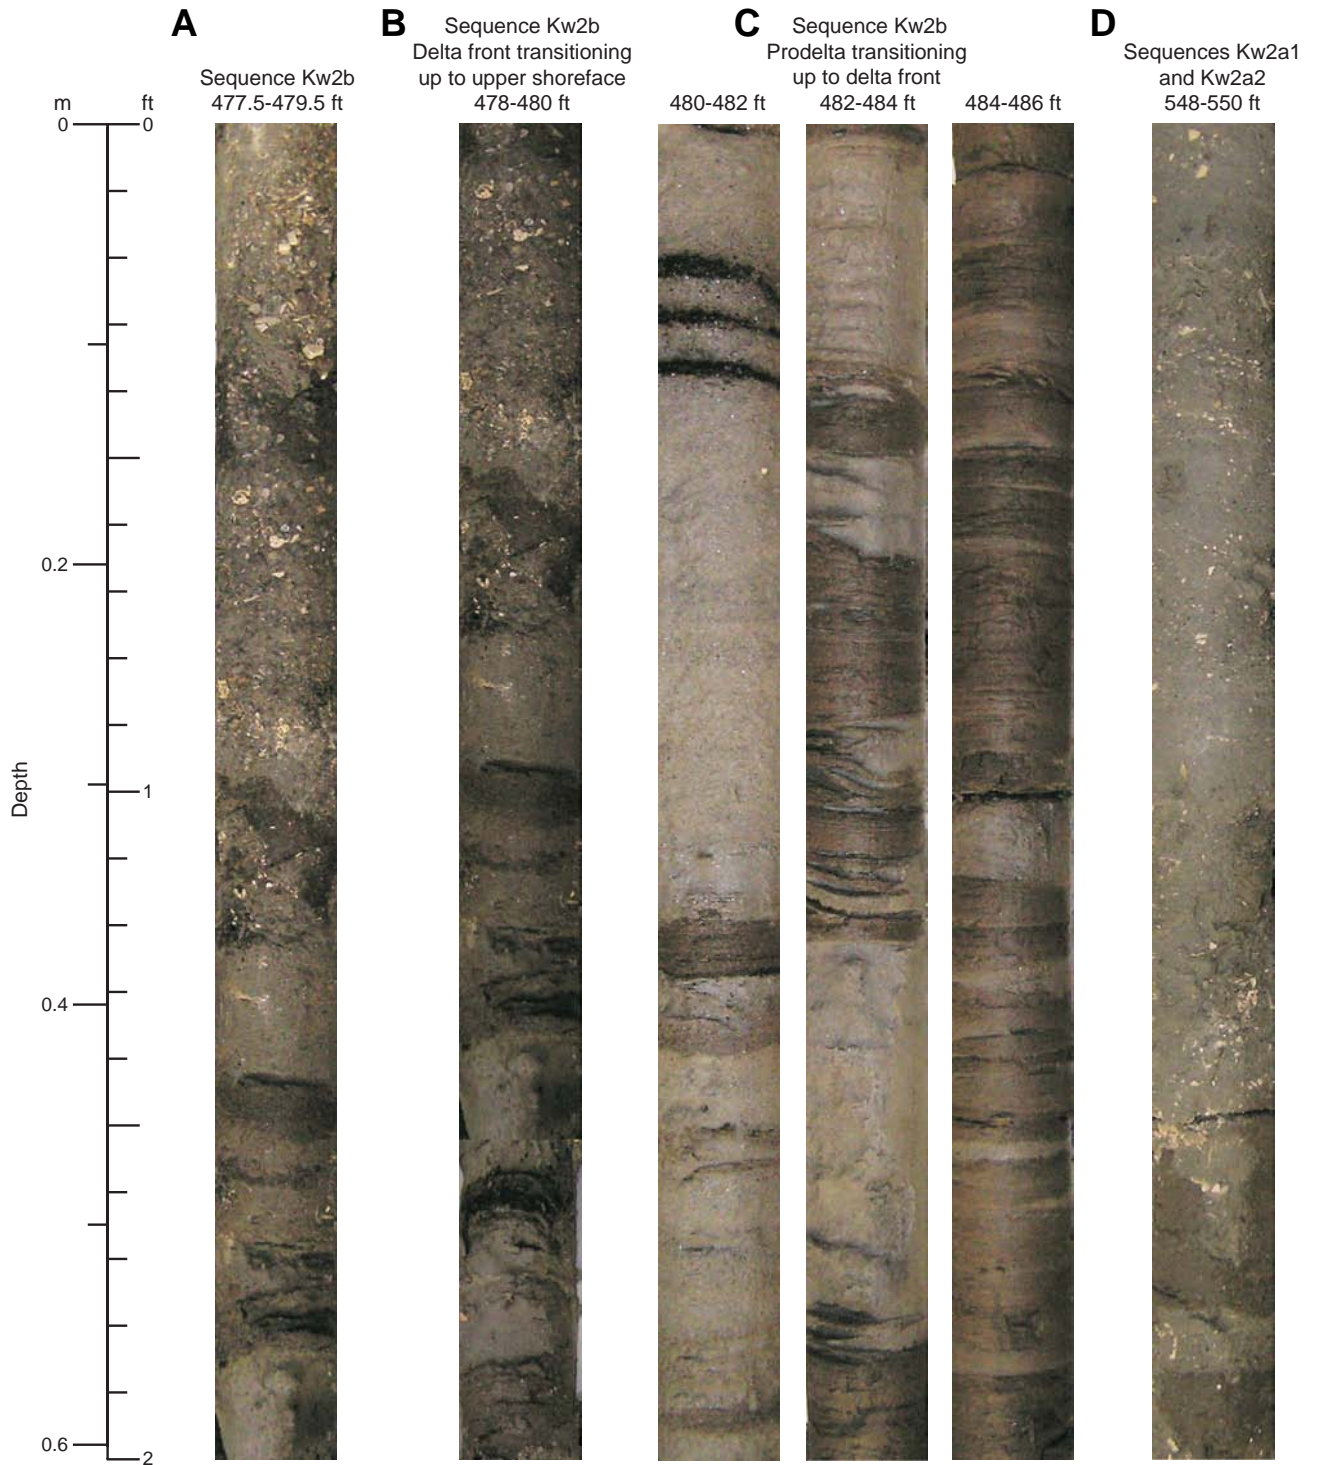 A
B
C
D
Sequence Kw2b
477.5-479.5 ft
Sequence Kw2b
Delta front transitioning
up to upper shoreface
478-480 ft
Sequence Kw2b
Prodelta transitioning
up to delta front
480-482 ft
482-484 ft
484-486 ft
Sequences Kw2a1
and Kw2a2
548-550 ft
m
ft
0
0
0.2
Depth
1
0.4
0.6
2